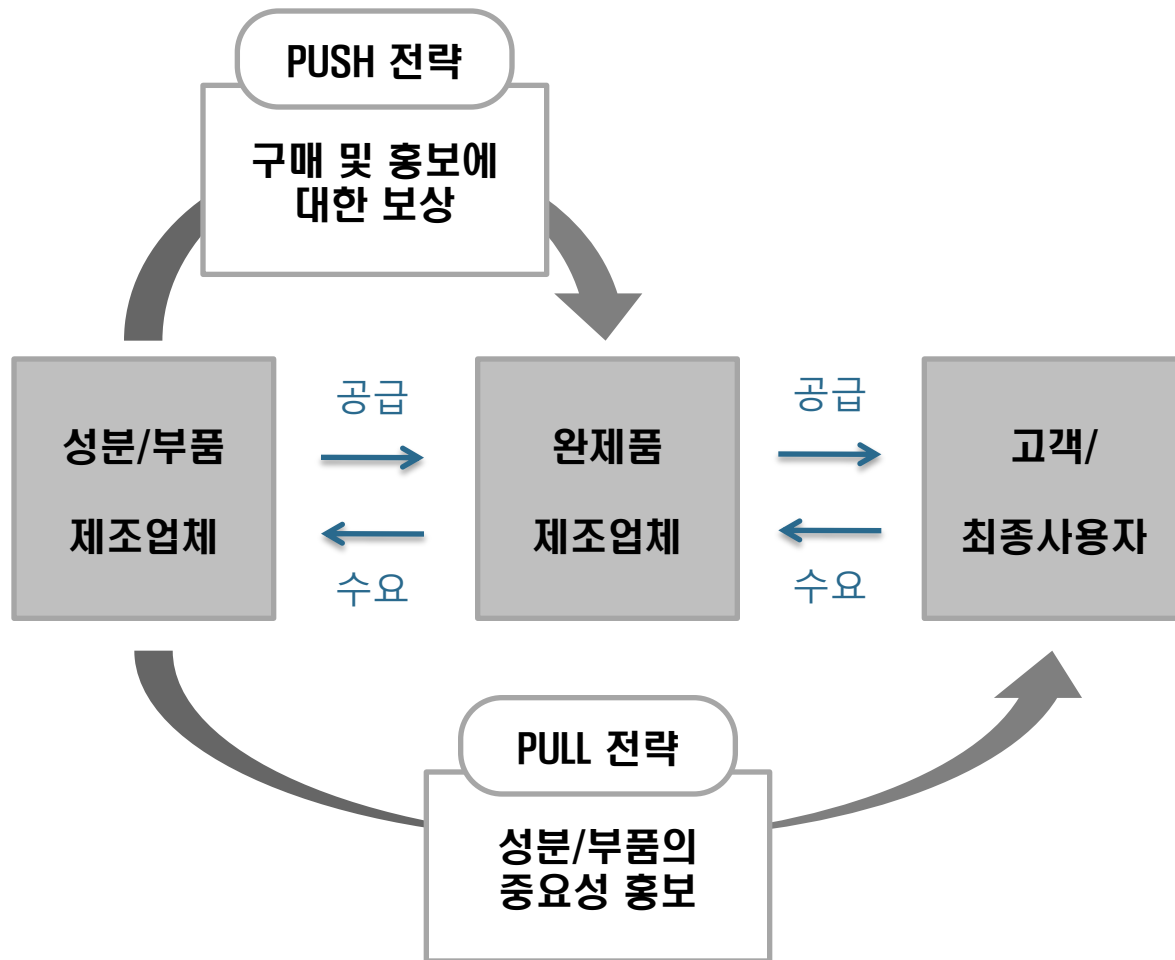 PUSH 전략
구매 및 홍보에
대한 보상
성분/부품
제조업체
공급
수요
완제품
제조업체
공급
수요
고객/
최종사용자
PULL 전략
성분/부품의
중요성 홍보